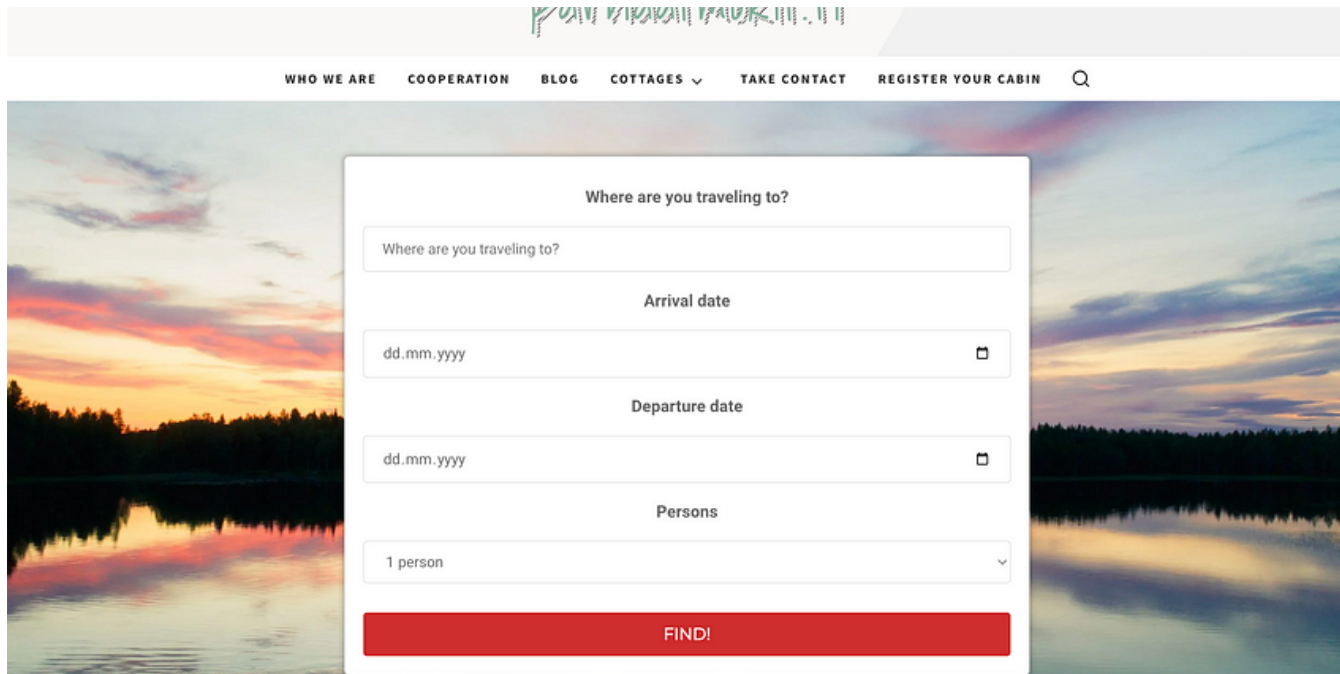 WHO WE ARE COOPERATION BLOG COTTAGES TAKE CONTACT REGISTER YOUR CABIN
Where are you traveling to?
Where are you traveling to?
Arrival date
dd.mm.yyyy
Departure date
dd.mm.yyyy
Persons
1 person
FIND!